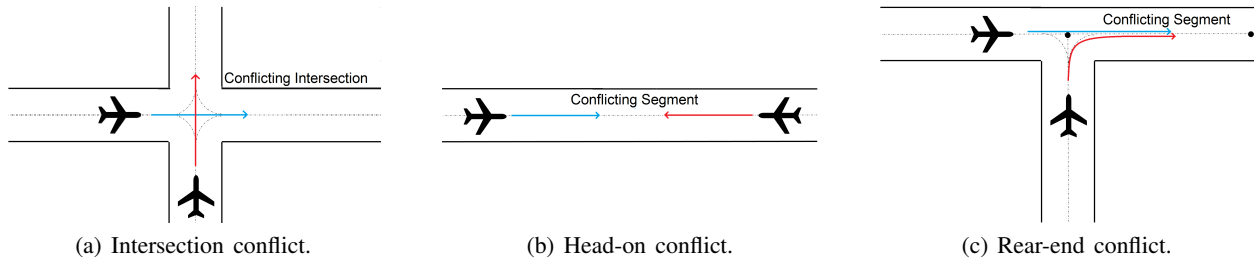 Conflicting Intersection
(a) Intersection conflict.
Conflicting Segment
(b) Head-on conflict.
Conflicting Segment
(c) Rear-end conflict.